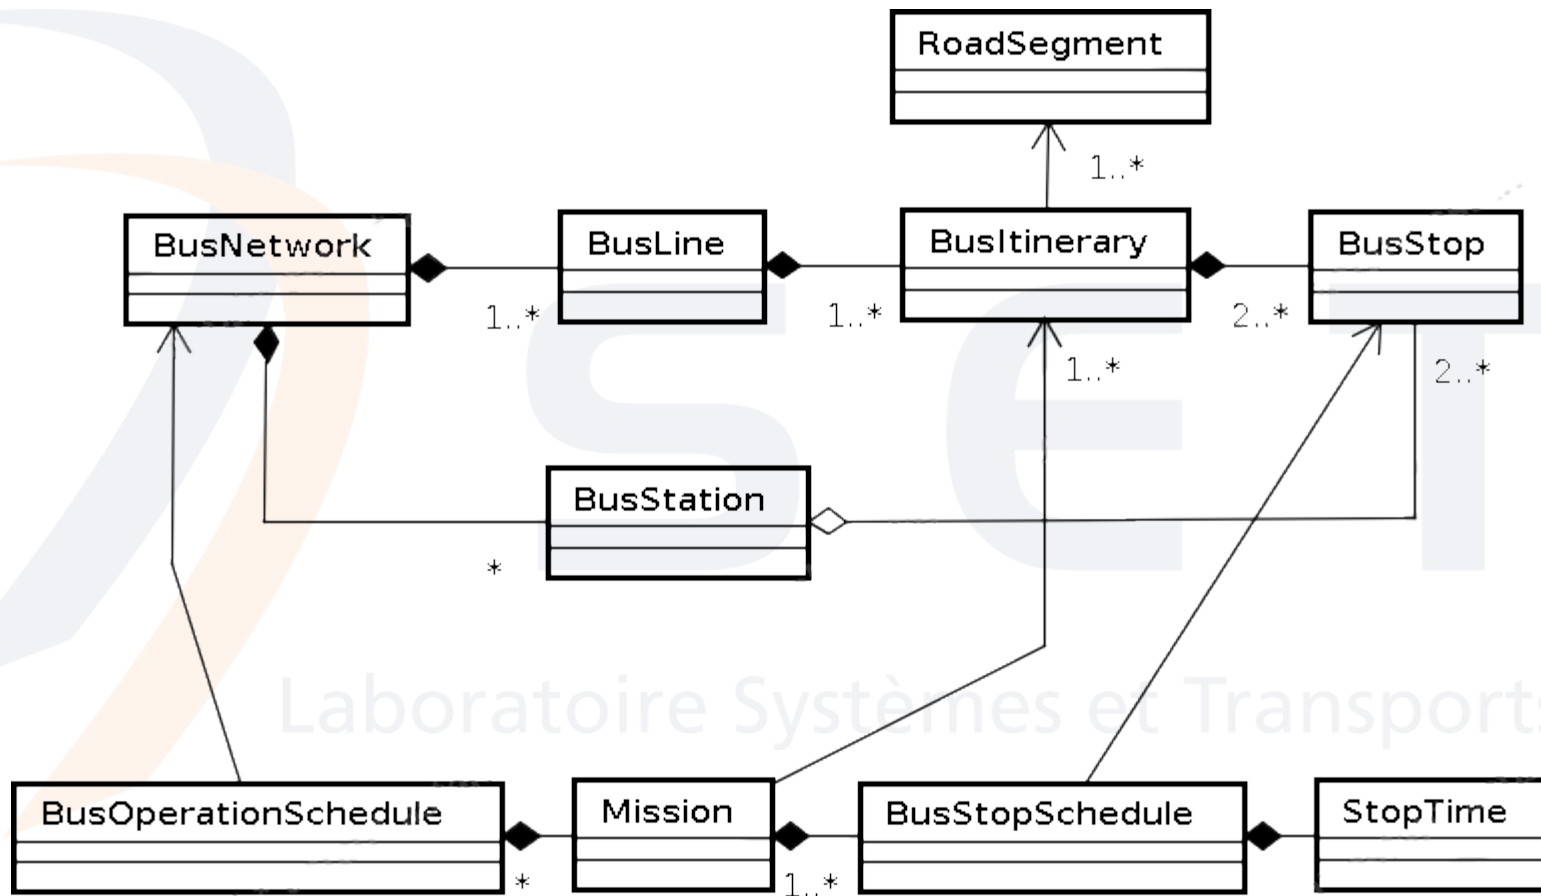 RoadSegment
1..*
BusNetwork
BusLine
BusItinerary
BusStop
1..*
1..*
2..*
1..*
2..*
BusStation
*
SET
Laboratoire Systèmes et Transports
BusOperationSchedule
Mission
BusStopSchedule
StopTime
*
1..*